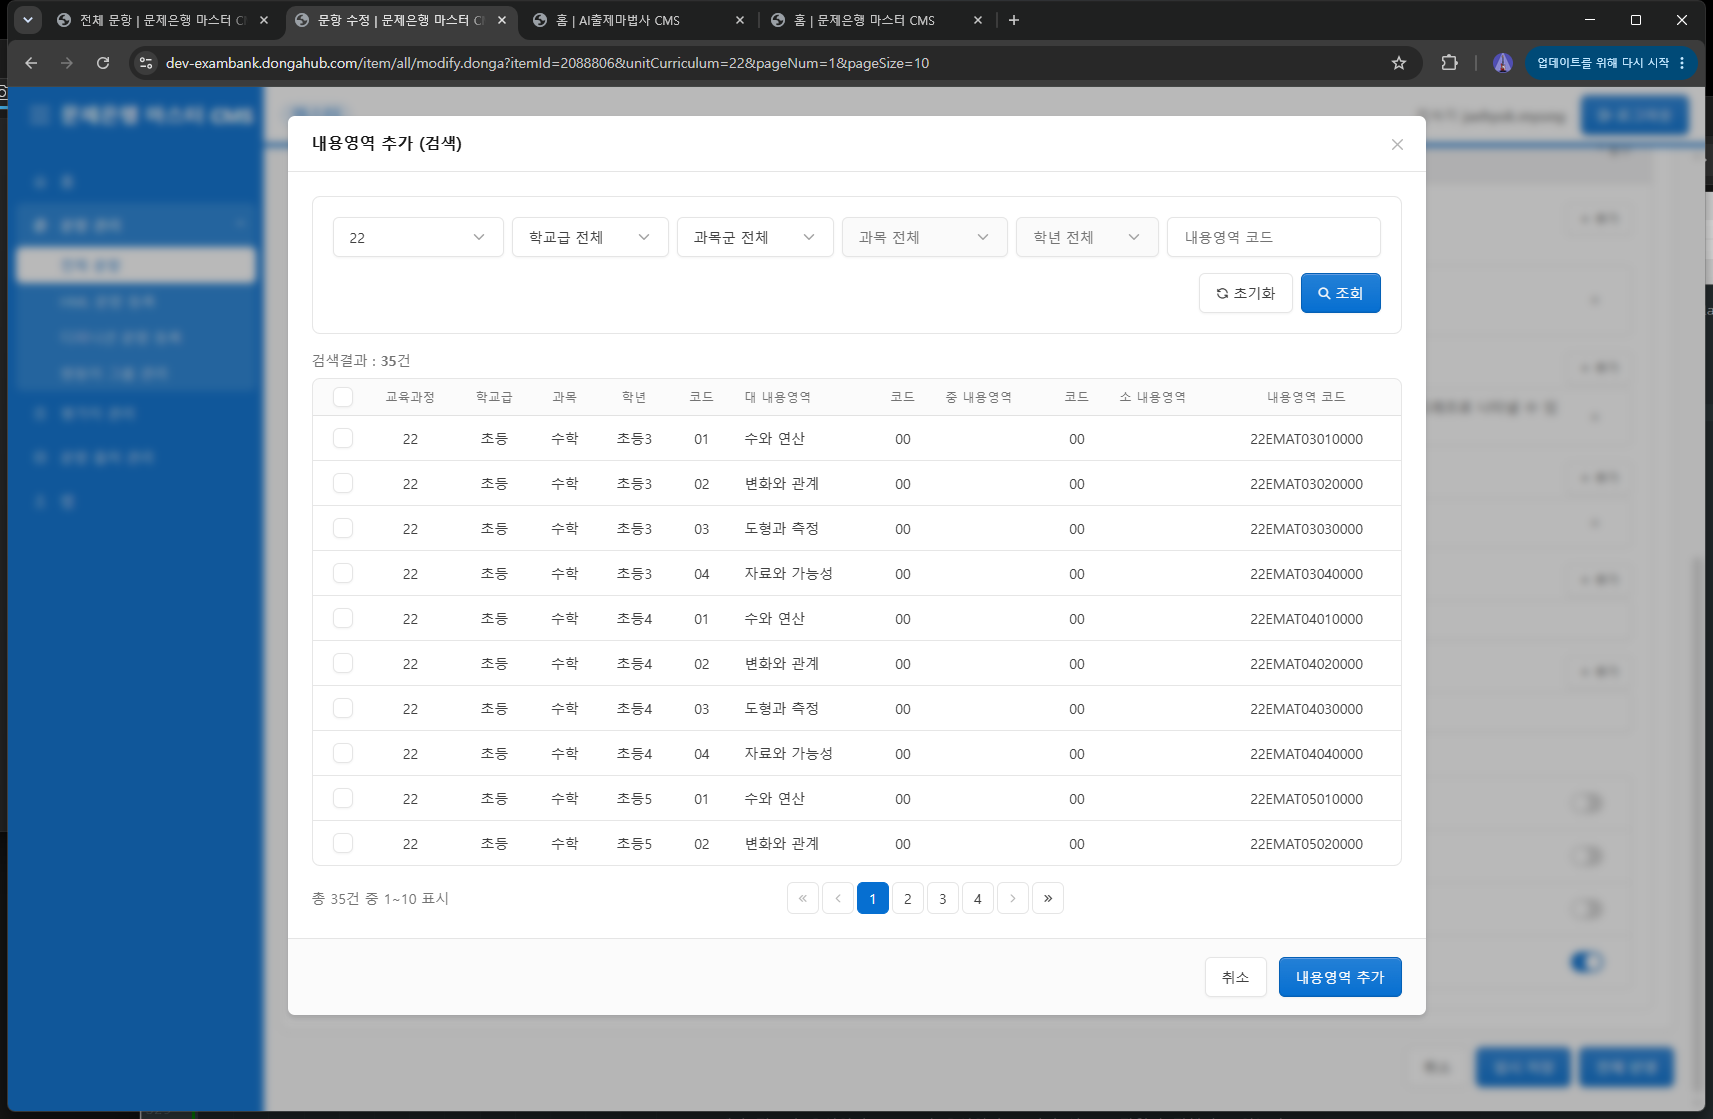 전체 문항 | 문제은행 마스터 C
문항 수정 | 문제은행 마스터 C
홈 | AI출제마법사 CMS
홈 | 문제은행 마스터 CMS
dev-exambank.dongahub.com/item/all/modify.donga?itemId=2088806&unitCurriculum=22&pageNum=1&pageSize=10
업데이트를 위해 다시 시작
문제은행 마스터 CMS
내용영역 추가 (검색)
22 학교급 전체 과목군 전체 과목 전체 학년 전체 내용영역 코드
초기화 조회
검색결과 : 35건
교육과정 학교급 과목 학년 코드 대 내용영역 코드 중 내용영역 코드 소 내용영역 내용영역 코드
22 초등 수학 초등3 01 수와 연산 00 00 22EMAT03010000
22 초등 수학 초등3 02 변화와 관계 00 00 22EMAT03020000
22 초등 수학 초등3 03 도형과 측정 00 00 22EMAT03030000
22 초등 수학 초등3 04 자료와 가능성 00 00 22EMAT03040000
22 초등 수학 초등4 01 수와 연산 00 00 22EMAT04010000
22 초등 수학 초등4 02 변화와 관계 00 00 22EMAT04020000
22 초등 수학 초등4 03 도형과 측정 00 00 22EMAT04030000
22 초등 수학 초등4 04 자료와 가능성 00 00 22EMAT04040000
22 초등 수학 초등5 01 수와 연산 00 00 22EMAT05010000
22 초등 수학 초등5 02 변화와 관계 00 00 22EMAT05020000
총 35건 중 1~10 표시
« ‹ 1 2 3 4 › »
취소 내용영역 추가